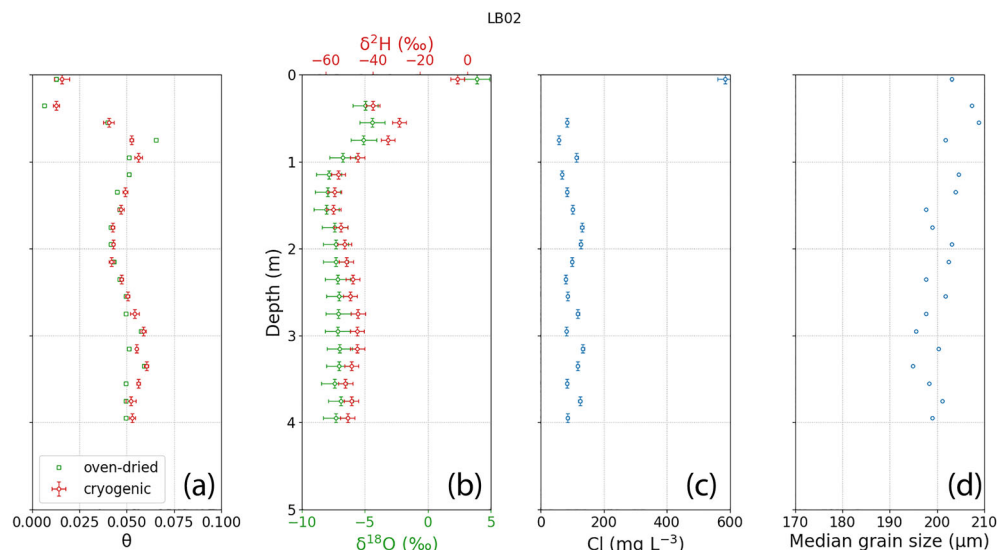 LB02
δ²H (‰)
−60 −40 −20 0
0
1
2
3
4
5
Depth (m)
oven-dried
cryogenic
(a)
(b)
(c)
(d)
0.000 0.025 0.050 0.075 0.100
θ
−10 −5 0 5
δ¹⁸O (‰)
0 200 400 600
Cl (mg L⁻³)
170 180 190 200 210
Median grain size (μm)